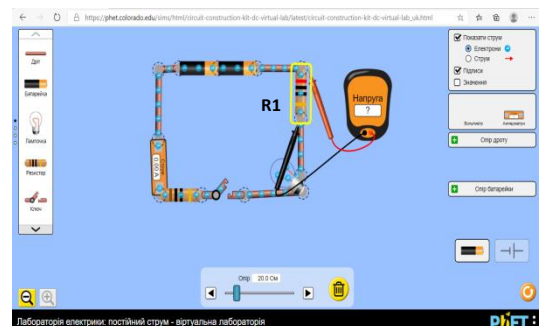 https://phet.colorado.edu/sims/html/circuit-construction-kit-dc-virtual-lab/latest/circuit-construction-kit-dc-virtual-lab_uk.html
Дріт
Батарейка
Лампочка
Резистор
Ключ
R1
Напруга
?
0.00 A
Показати струм
Електрони
Струм
Підписи
Значення
Вольтметр
Амперметр
Опір дроту
Опір батарейки
Опір
20.0 Ом
Лабораторія електрики: постійний струм - віртуальна лабораторія
PhET